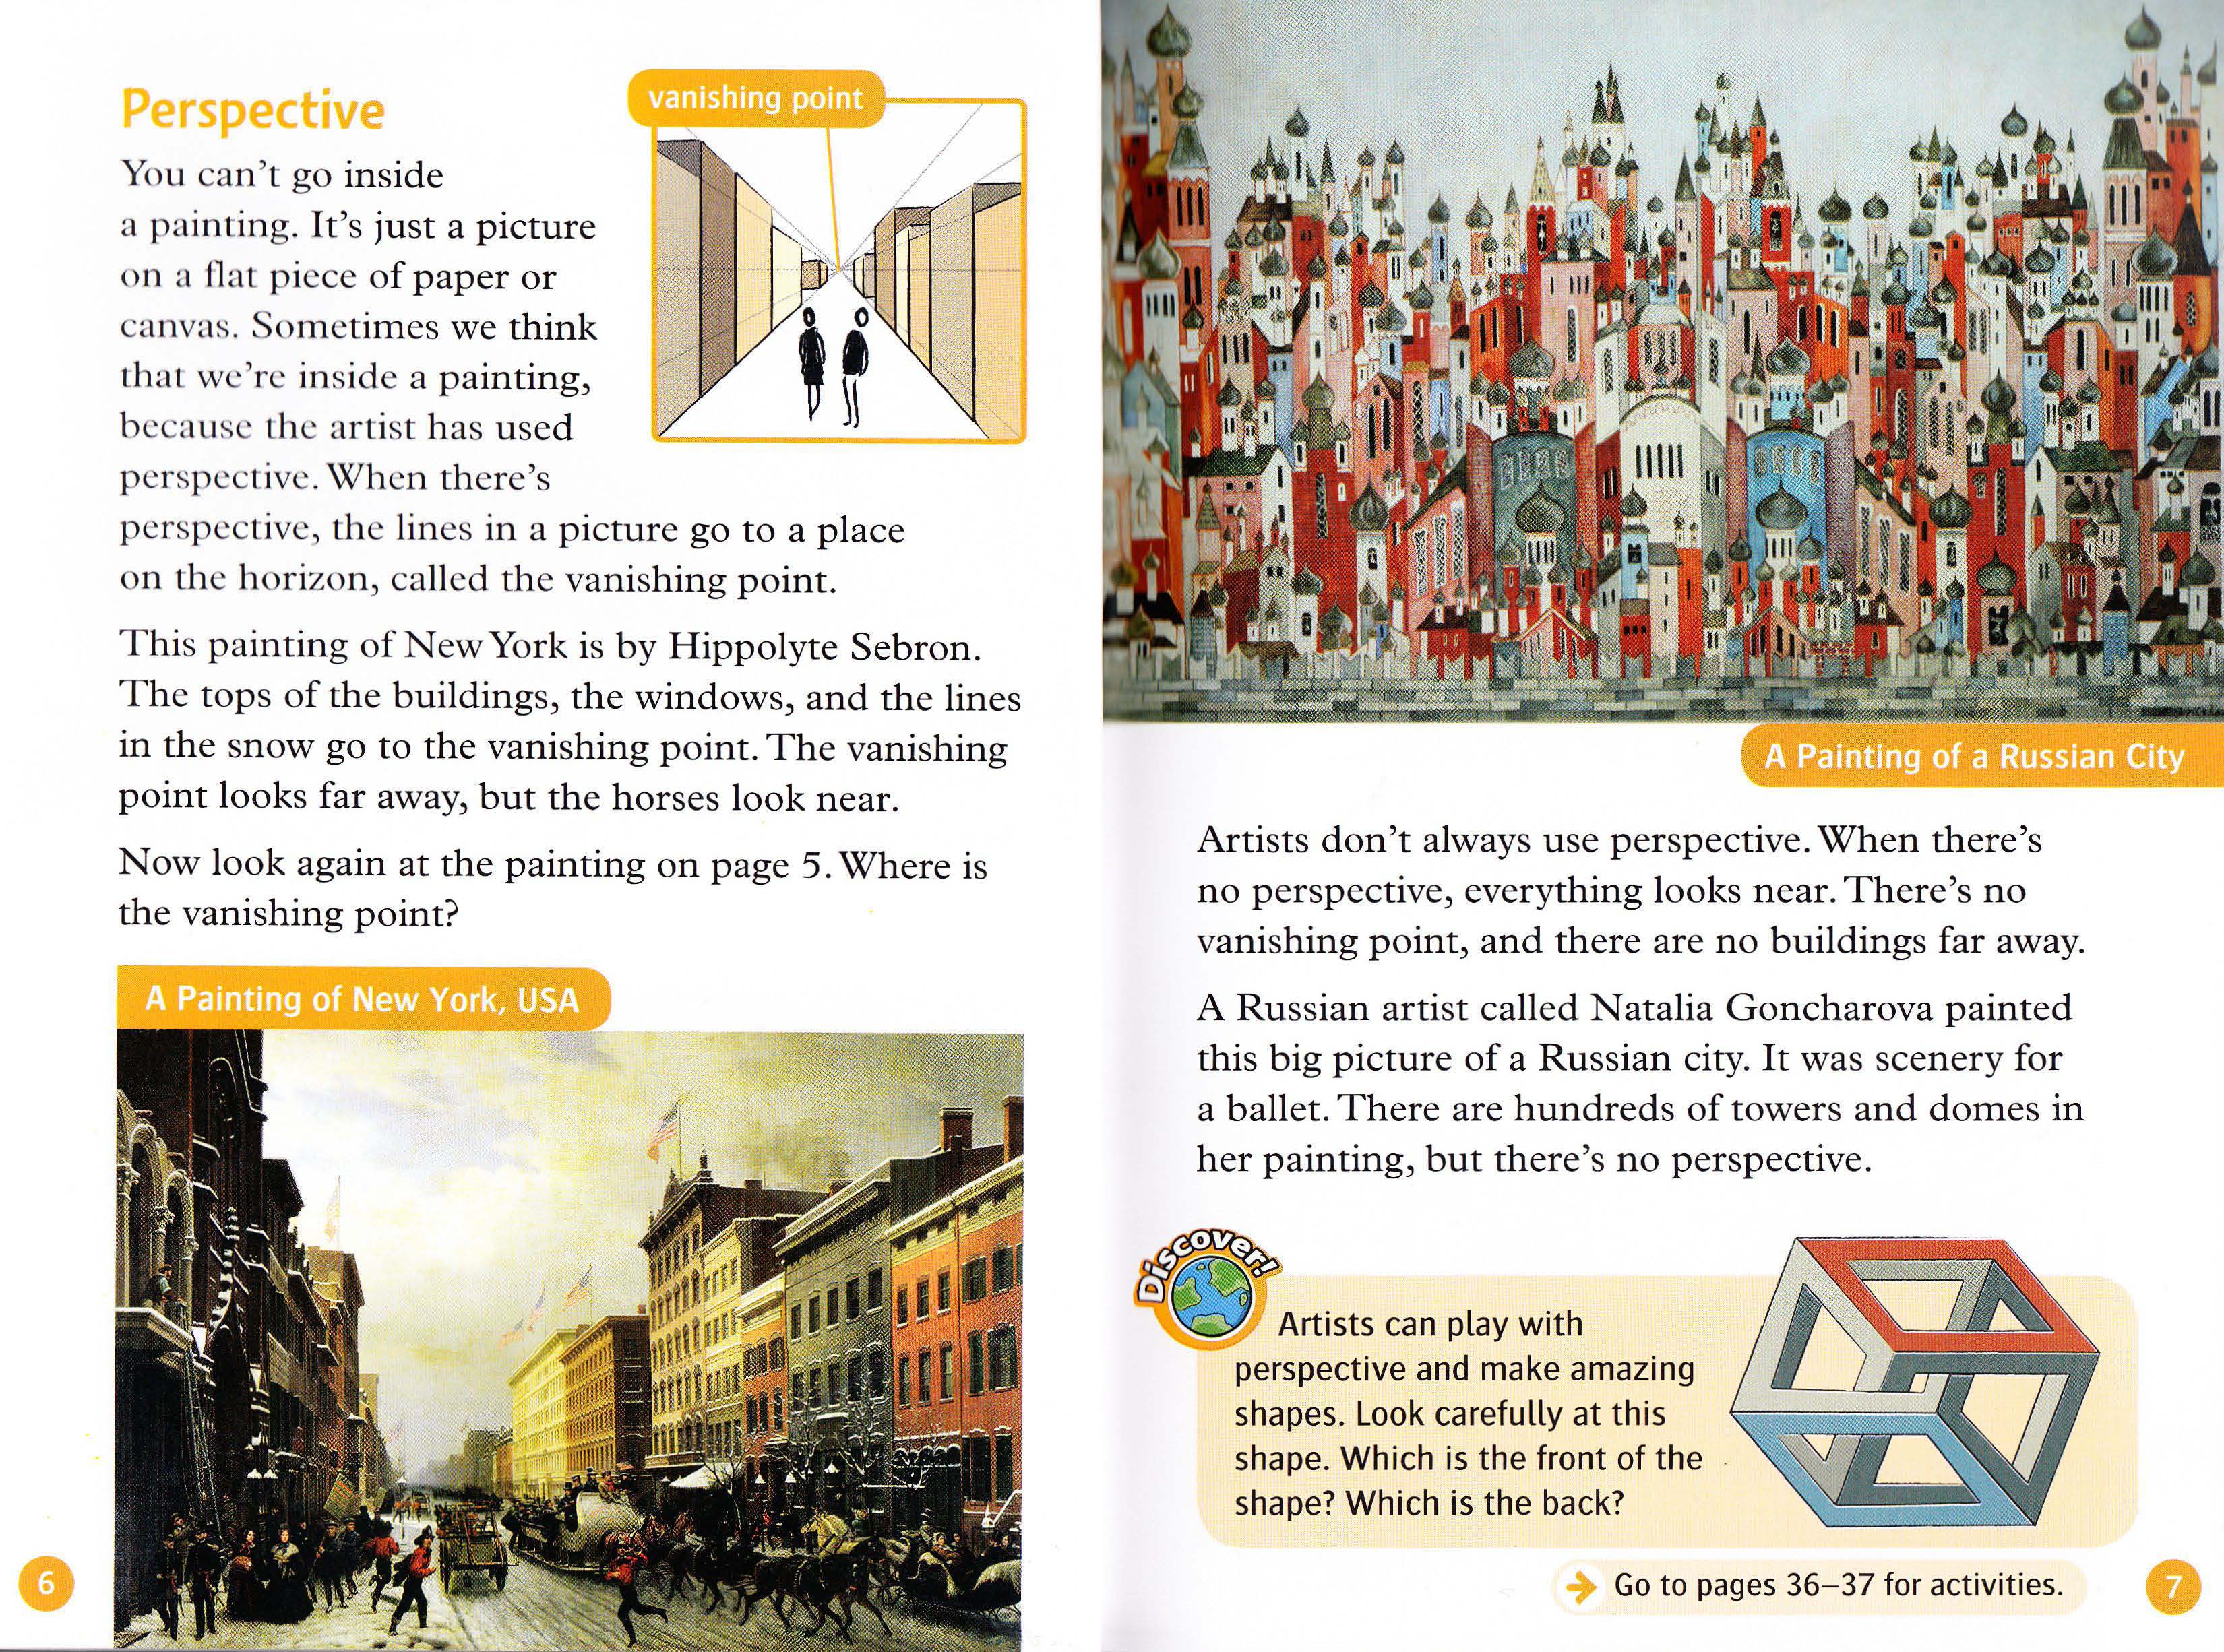 Perspective
vanishing point
You can't go inside
a painting. It's just a picture
on a flat piece of paper or
canvas. Sometimes we think
that we're inside a painting,
because the artist has used
perspective. When there's
perspective, the lines in a picture go to a place
on the horizon, called the vanishing point.
This painting of New York is by Hippolyte Sebron.
The tops of the buildings, the windows, and the lines
in the snow go to the vanishing point. The vanishing
point looks far away, but the horses look near.
Now look again at the painting on page 5. Where is
the vanishing point?
A Painting of New York, USA
6
A Painting of a Russian City
Artists don't always use perspective. When there's
no perspective, everything looks near. There's no
vanishing point, and there are no buildings far away.
A Russian artist called Natalia Goncharova painted
this big picture of a Russian city. It was scenery for
a ballet. There are hundreds of towers and domes in
her painting, but there's no perspective.
Discover!
Artists can play with
perspective and make amazing
shapes. Look carefully at this
shape. Which is the front of the
shape? Which is the back?
Go to pages 36–37 for activities.
7